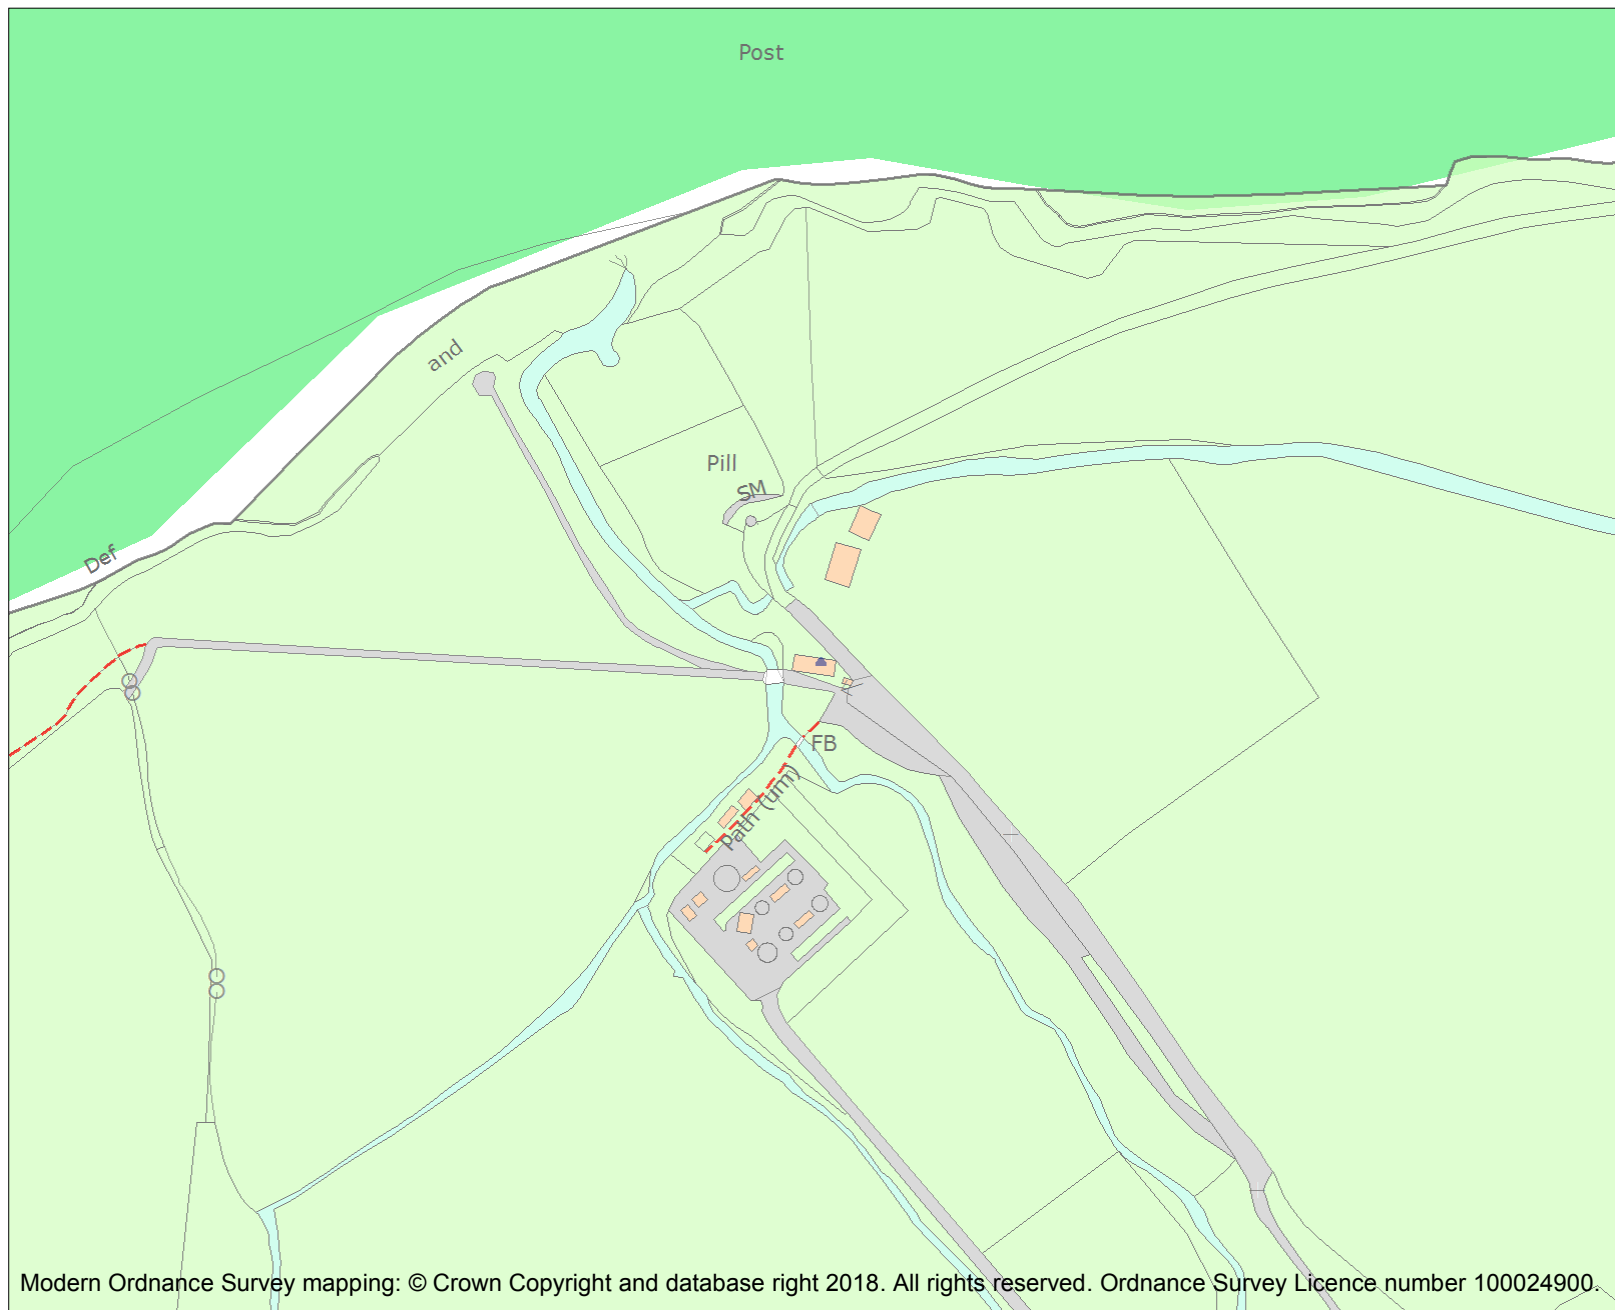 Post
and
Pill
SM
Def
FB
Path (um)
Modern Ordnance Survey mapping: © Crown Copyright and database right 2018. All rights reserved. Ordnance Survey Licence number 100024900.